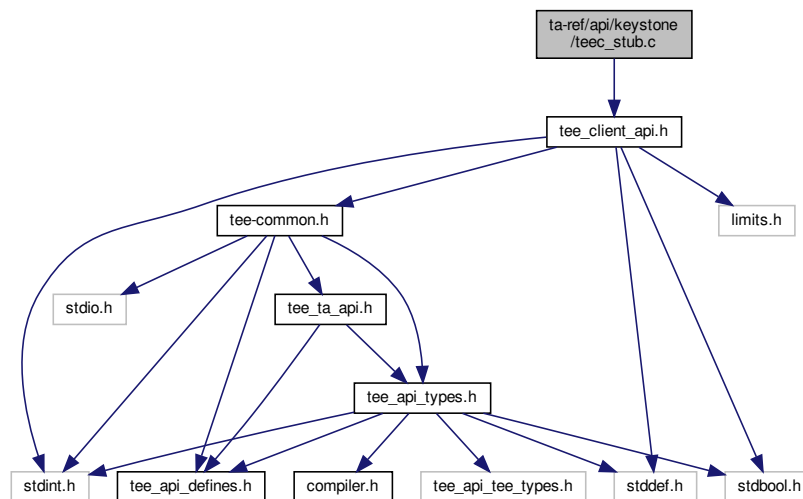 ta-ref/api/keystone
/teec_stub.c
tee_client_api.h
tee-common.h
limits.h
stdio.h
tee_ta_api.h
tee_api_types.h
stdint.h
tee_api_defines.h
compiler.h
tee_api_tee_types.h
stddef.h
stdbool.h